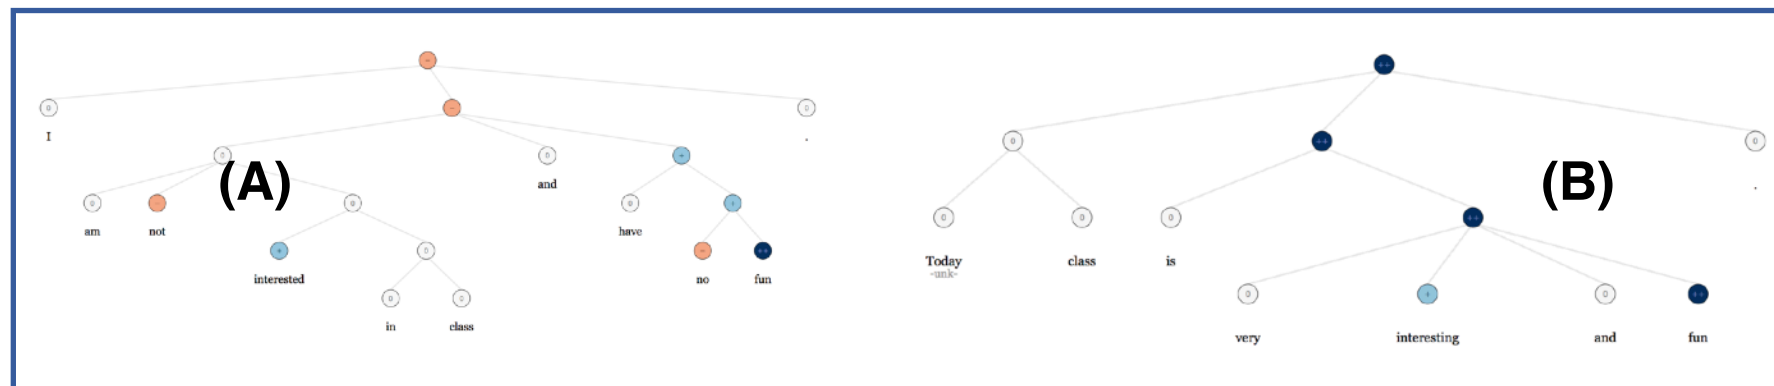 I
.
and
am
not
have
interested
no
fun
in
class
(A)
Today
-unk-
class
is
.
very
interesting
and
fun
(B)